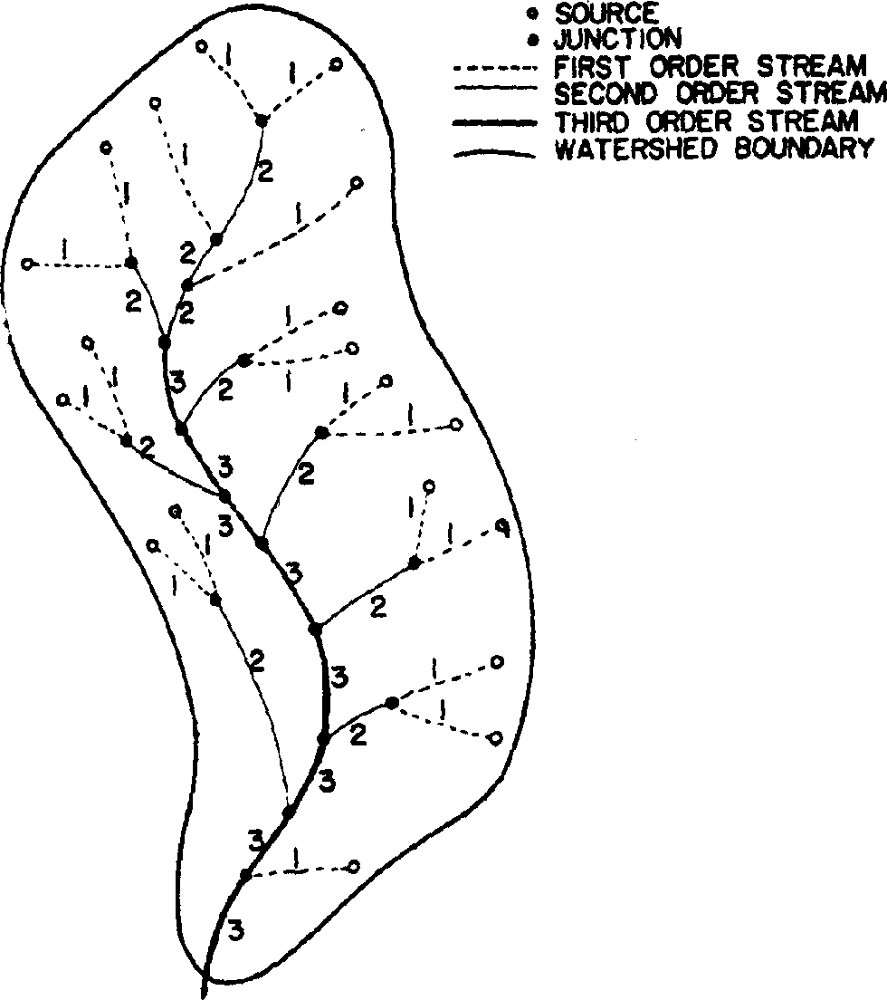 SOURCE
JUNCTION
FIRST ORDER STREAM
SECOND ORDER STREAM
THIRD ORDER STREAM
WATERSHED BOUNDARY
1 1
1
2
1
1 1
1 2
2 2
1
1 3 2 1
1 1 1
2 3 2
3 1
1 3 1
1 2
2 3 1
1
2
3
3 1
3